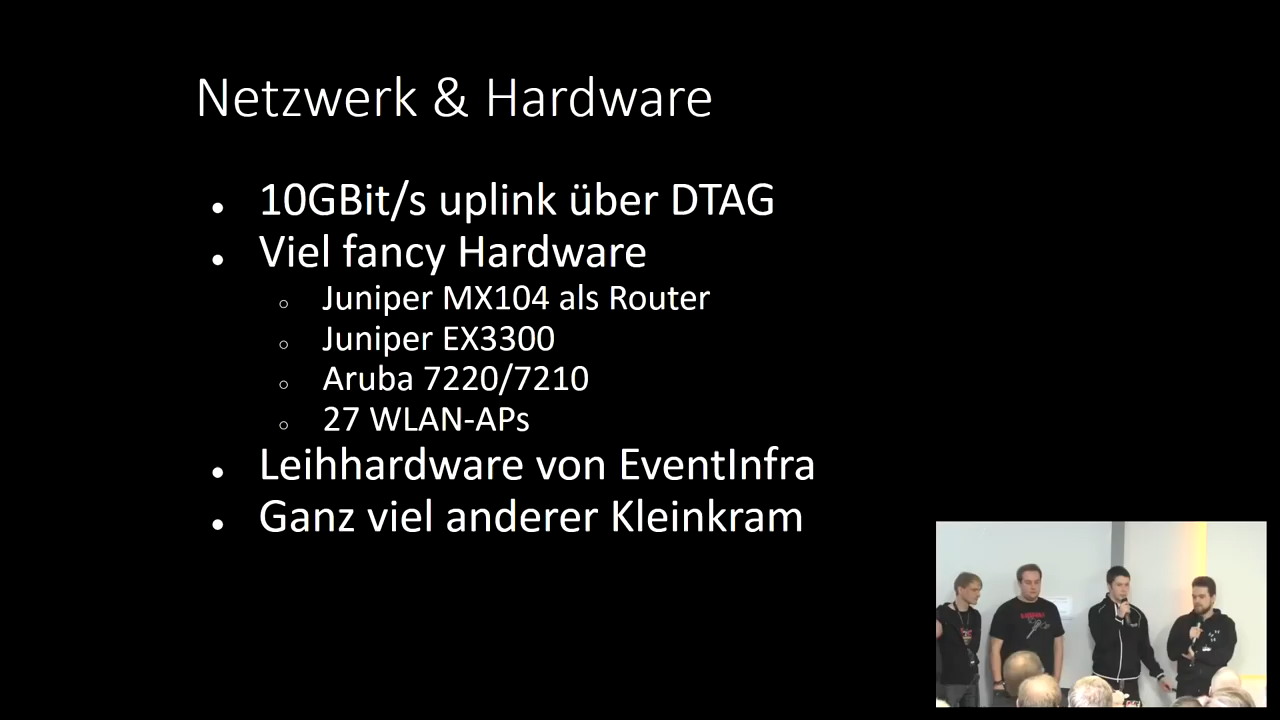 Netzwerk & Hardware
10GBit/s uplink über DTAG
Viel fancy Hardware
Juniper MX104 als Router
Juniper EX3300
Aruba 7220/7210
27 WLAN-APs
Leihhardware von EventInfra
Ganz viel anderer Kleinkram